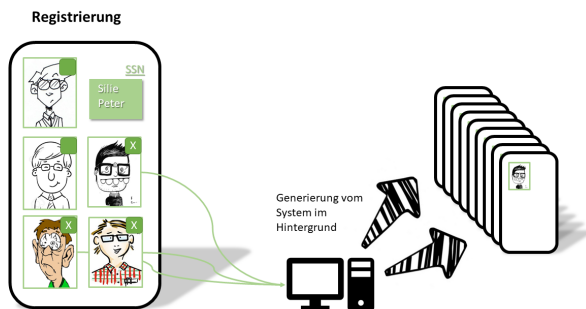 Registrierung
SSN
Silie
Peter
X
X
X
Generierung vom
System im
Hintergrund